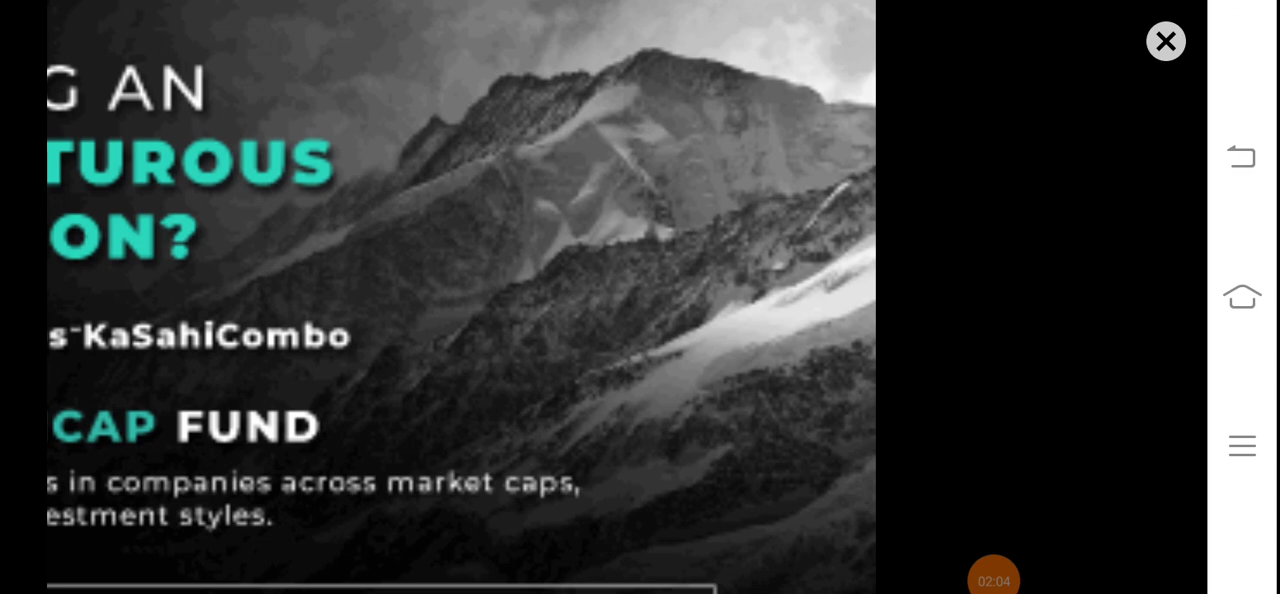 G AN
TUROUS
ON?
s-KaSahiCombo
CAP FUND
s in companies across market caps,
estment styles.
02:04